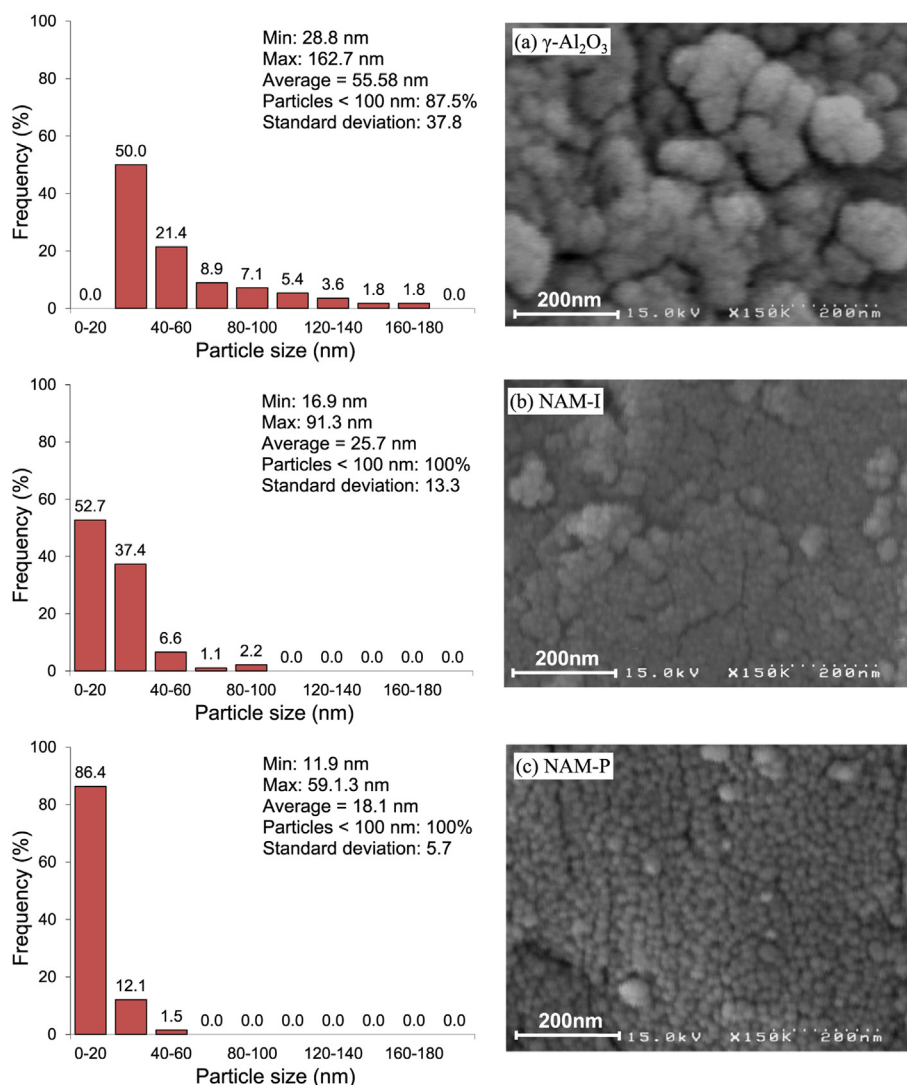 100
80
60
40
20
0
Frequency (%)
Min: 28.8 nm
Max: 162.7 nm
Average = 55.58 nm
Particles < 100 nm: 87.5%
Standard deviation: 37.8
0.0
50.0
21.4
8.9
7.1
5.4
3.6
1.8
1.8
0.0
0-20 40-60 80-100 120-140 160-180
Particle size (nm)
(a) γ-Al₂O₃
200nm
15.0kV X150K 200nm
100
80
60
40
20
0
Frequency (%)
Min: 16.9 nm
Max: 91.3 nm
Average = 25.7 nm
Particles < 100 nm: 100%
Standard deviation: 13.3
52.7
37.4
6.6
1.1
2.2
0.0
0.0
0.0
0.0
0.0
0-20 40-60 80-100 120-140 160-180
Particle size (nm)
(b) NAM-I
200nm
15.0kV X150K 200nm
100
80
60
40
20
0
Frequency (%)
Min: 11.9 nm
Max: 59.1.3 nm
Average = 18.1 nm
Particles < 100 nm: 100%
Standard deviation: 5.7
86.4
12.1
1.5
0.0
0.0
0.0
0.0
0.0
0.0
0.0
0-20 40-60 80-100 120-140 160-180
Particle size (nm)
(c) NAM-P
200nm
15.0kV X150K 200nm